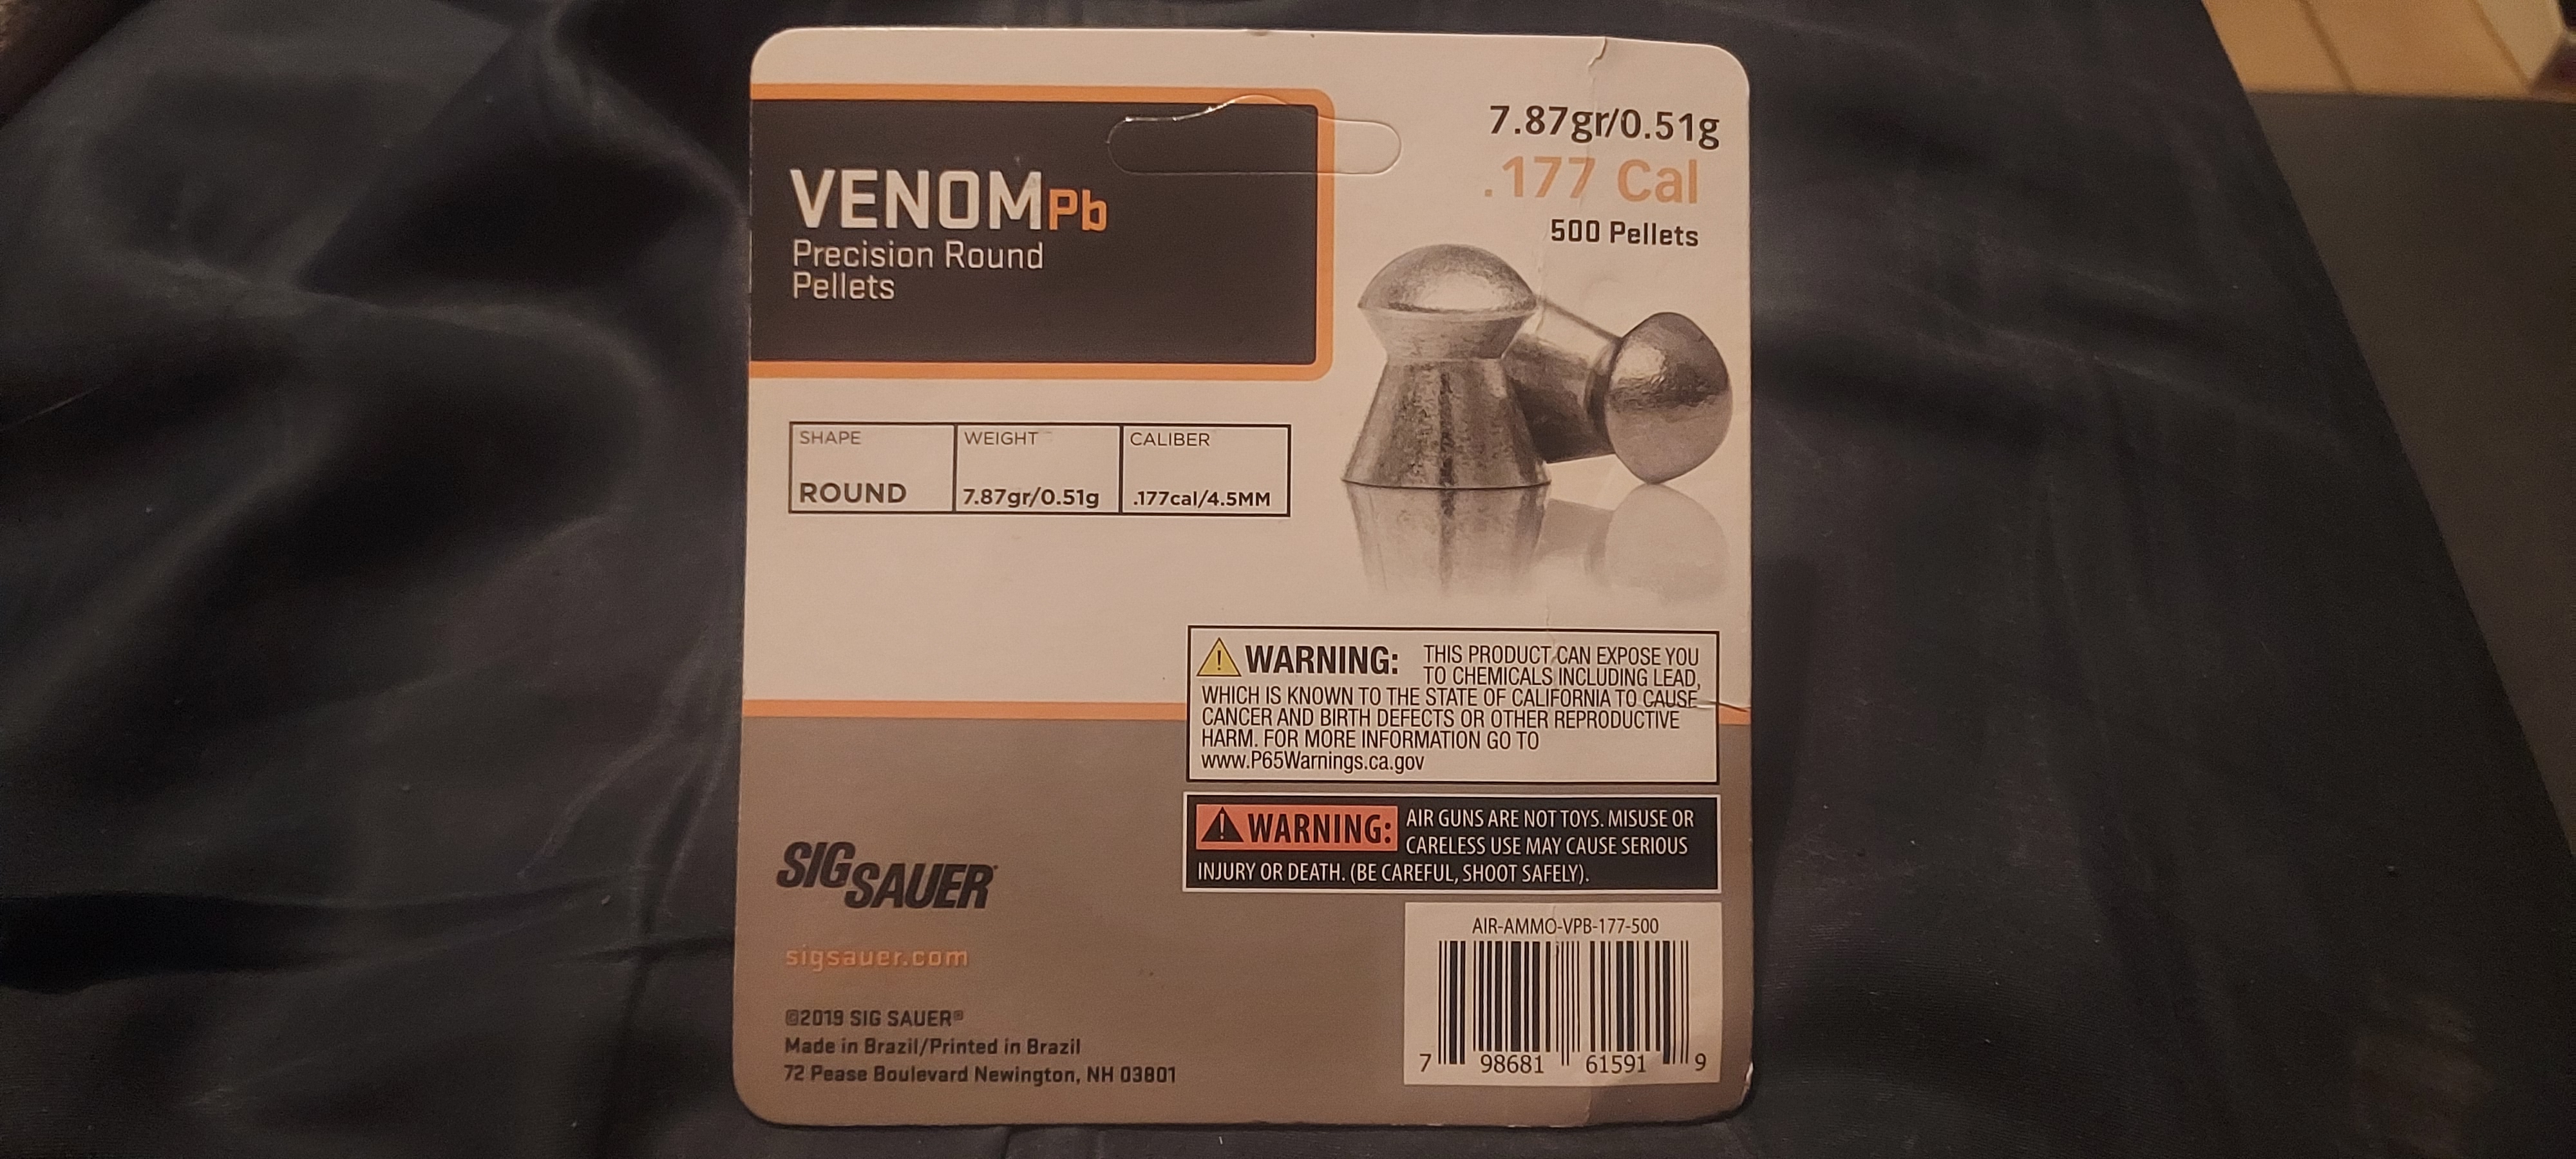 VENOMPb
Precision Round
Pellets
7.87gr/0.51g
.177 Cal
500 Pellets
SHAPE WEIGHT CALIBER
ROUND 7.87gr/0.51g .177cal/4.5MM
⚠ WARNING: THIS PRODUCT CAN EXPOSE YOU
TO CHEMICALS INCLUDING LEAD,
WHICH IS KNOWN TO THE STATE OF CALIFORNIA TO CAUSE
CANCER AND BIRTH DEFECTS OR OTHER REPRODUCTIVE
HARM. FOR MORE INFORMATION GO TO
www.P65Warnings.ca.gov
⚠ WARNING: AIR GUNS ARE NOT TOYS. MISUSE OR
CARELESS USE MAY CAUSE SERIOUS
INJURY OR DEATH. (BE CAREFUL, SHOOT SAFELY).
SIG SAUER
sigsauer.com
©2019 SIG SAUER®
Made in Brazil/Printed in Brazil
72 Pease Boulevard Newington, NH 03801
AIR-AMMO-VPB-177-500
7 98681 61591 9